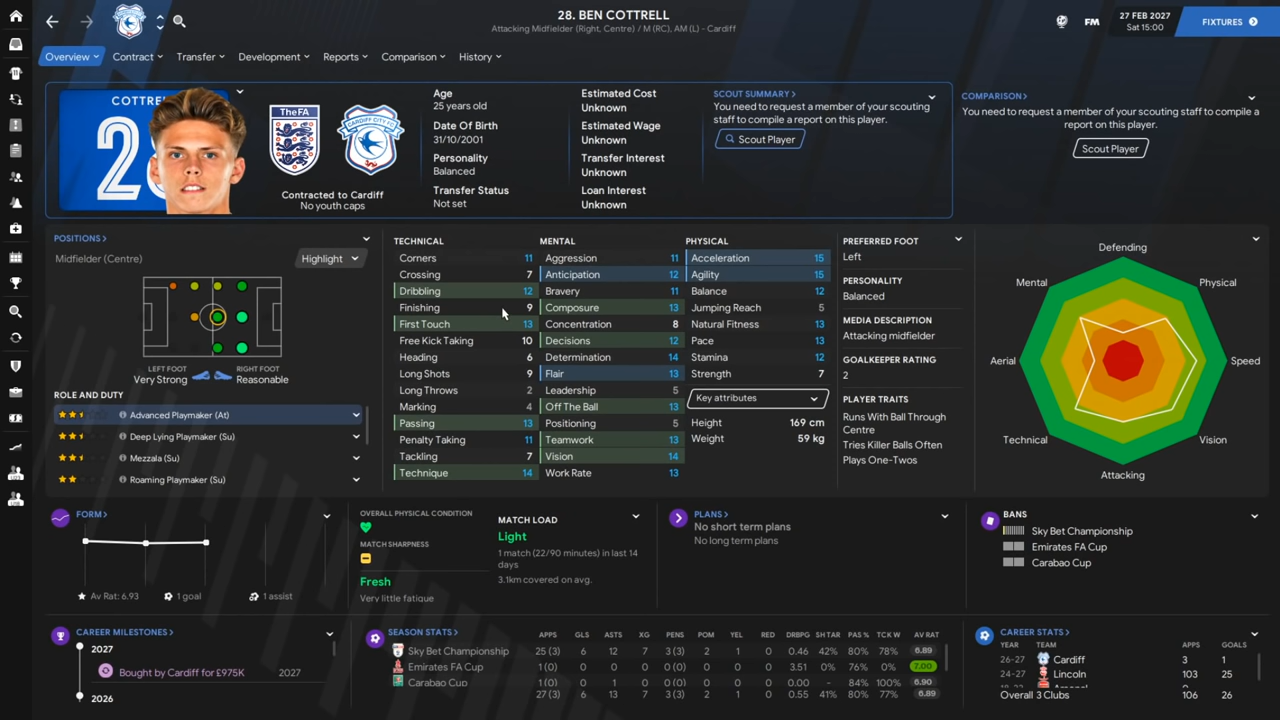 28. BEN COTTRELL
Attacking Midfielder (Right, Centre) / M (RC), AM (L) - Cardiff
FM
27 FEB 2027
Sat 15:00
FIXTURES
Overview
Contract
Transfer
Development
Reports
Comparison
History
COTTREL
28
The FA
CARDIFF CITY FC
Contracted to Cardiff
No youth caps
Age
25 years old
Date Of Birth
31/10/2001
Personality
Balanced
Transfer Status
Not set
Estimated Cost
Unknown
Estimated Wage
Unknown
Transfer Interest
Unknown
Loan Interest
Unknown
SCOUT SUMMARY
You need to request a member of your scouting
staff to compile a report on this player.
Scout Player
COMPARISON
You need to request a member of your scouting staff to compile a
report on this player.
Scout Player
POSITIONS
Midfielder (Centre)
Highlight
LEFT FOOT
Very Strong
RIGHT FOOT
Reasonable
ROLE AND DUTY
Advanced Playmaker (At)
Deep Lying Playmaker (Su)
Mezzala (Su)
Roaming Playmaker (Su)
TECHNICAL
Corners 11
Crossing 7
Dribbling 12
Finishing 9
First Touch 13
Free Kick Taking 10
Heading 6
Long Shots 9
Long Throws 2
Marking 4
Passing 13
Penalty Taking 11
Tackling 7
Technique 14
MENTAL
Aggression 11
Anticipation 12
Bravery 11
Composure 13
Concentration 8
Decisions 12
Determination 14
Flair 13
Leadership 5
Off The Ball 13
Positioning 5
Teamwork 13
Vision 14
Work Rate 13
PHYSICAL
Acceleration 15
Agility 15
Balance 12
Jumping Reach 5
Natural Fitness 13
Pace 13
Stamina 12
Strength 7
Key attributes
Height 169 cm
Weight 59 kg
PREFERRED FOOT
Left
PERSONALITY
Balanced
MEDIA DESCRIPTION
Attacking midfielder
GOALKEEPER RATING
2
PLAYER TRAITS
Runs With Ball Through
Centre
Tries Killer Balls Often
Plays One-Twos
Defending
Physical
Speed
Vision
Attacking
Technical
Aerial
Mental
FORM
Av Rat: 6.93
1 goal
1 assist
OVERALL PHYSICAL CONDITION
MATCH SHARPNESS
Fresh
Very little fatigue
MATCH LOAD
Light
1 match (22/90 minutes) in last 14
days
3.1km covered on avg.
PLANS
No short term plans
No long term plans
BANS
Sky Bet Championship
Emirates FA Cup
Carabao Cup
CAREER MILESTONES
2027
Bought by Cardiff for £975K 2027
2026
SEASON STATS
APPS GLS ASTS XG PENS POM YEL RED DRBPG SH TAR PAS % TCK W AV RAT
Sky Bet Championship 25 (3) 6 12 7 3 (3) 2 1 0 0.46 42% 80% 78% 6.89
Emirates FA Cup 1 (0) 0 0 0 0 (0) 0 0 0 3.51 0% 76% 0% 7.00
Carabao Cup 1 (0) 0 1 0 0 (0) 0 0 0 0.00 - 84% 100% 6.90
27 (3) 6 13 7 3 (3) 2 1 0 0.55 41% 80% 77% 6.89
CAREER STATS
YEAR TEAM APPS GOALS
26-27 Cardiff 3 1
24-27 Lincoln 103 25
Overall 3 Clubs 106 26